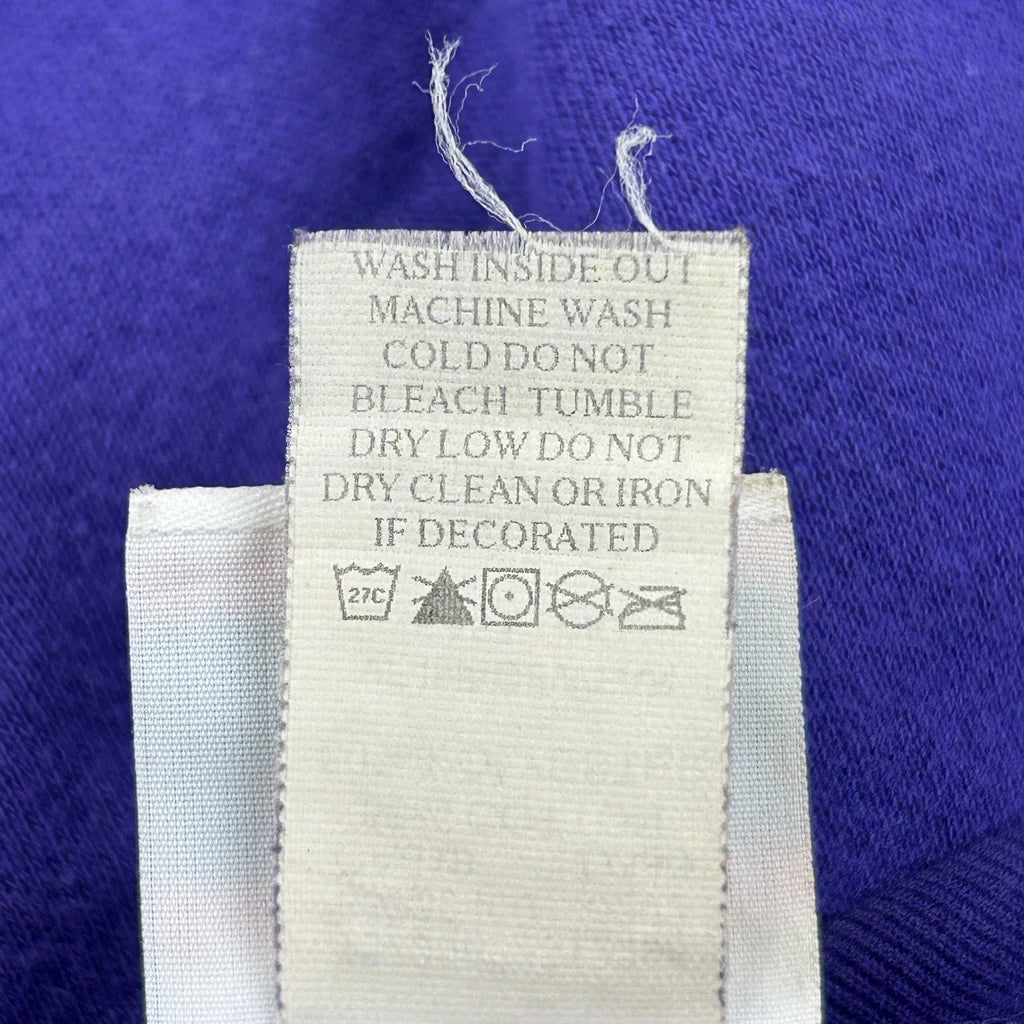 WASH INSIDE OUT
MACHINE WASH
COLD DO NOT
BLEACH TUMBLE
DRY LOW DO NOT
DRY CLEAN OR IRON
IF DECORATED
27C